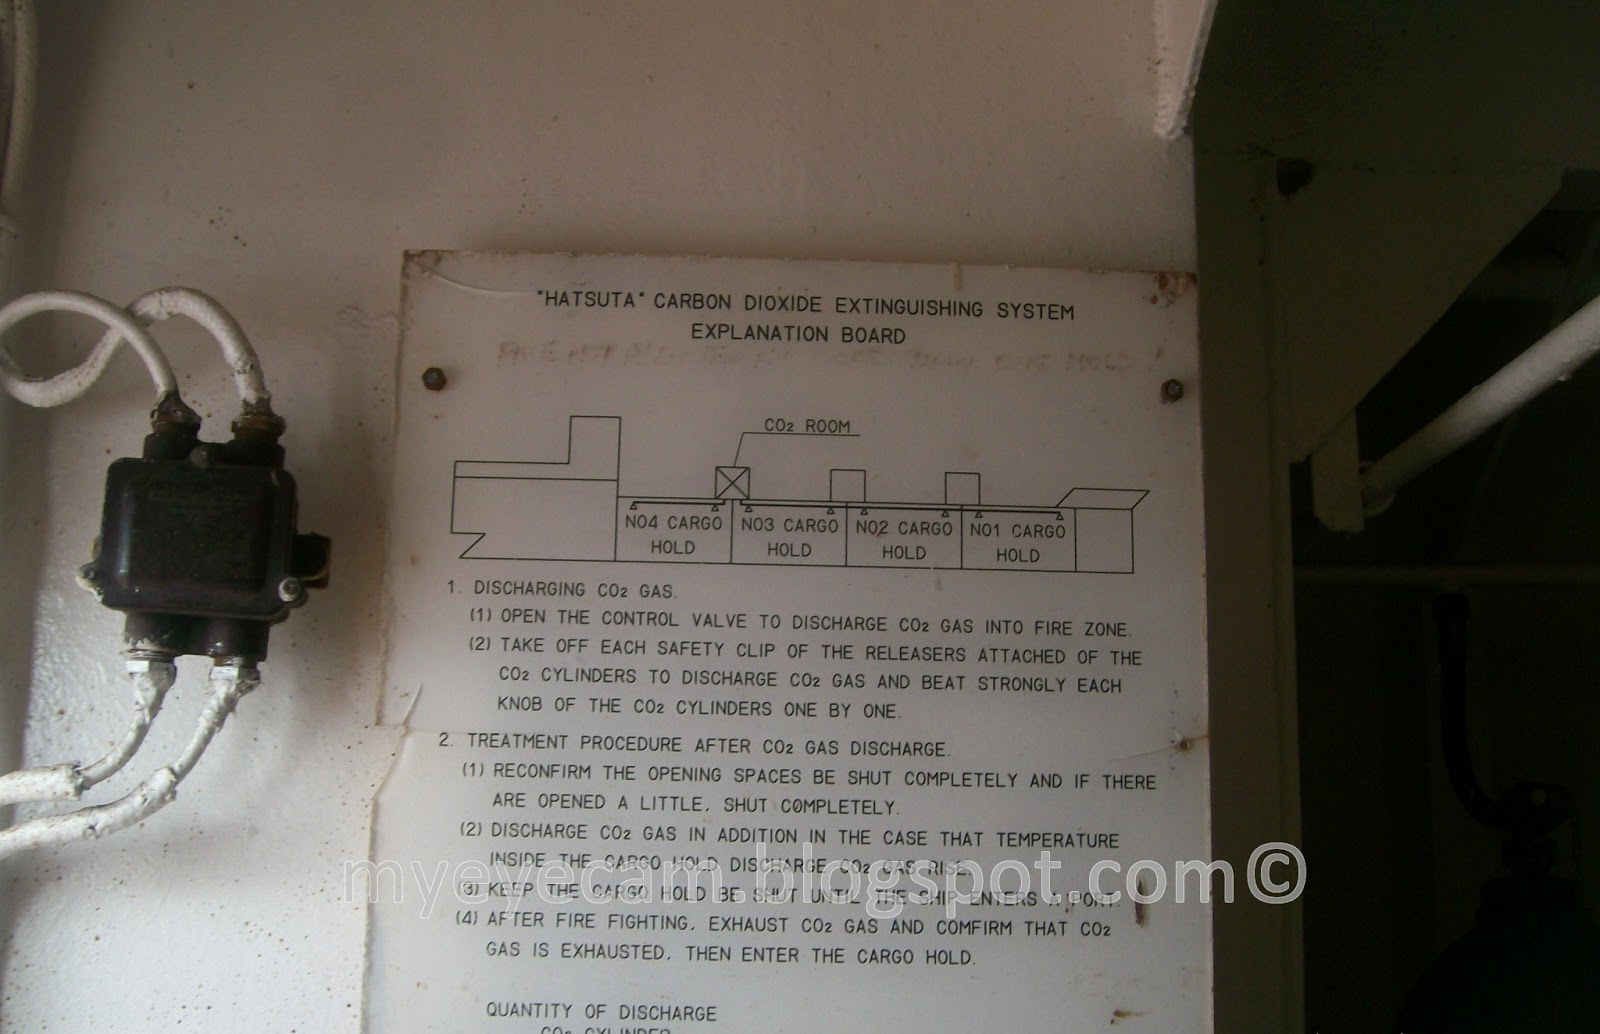 "HATSUTA" CARBON DIOXIDE EXTINGUISHING SYSTEM
EXPLANATION BOARD
CO2 ROOM
NO4 CARGO HOLD
NO3 CARGO HOLD
NO2 CARGO HOLD
NO1 CARGO HOLD
1. DISCHARGING CO2 GAS.
(1) OPEN THE CONTROL VALVE TO DISCHARGE CO2 GAS INTO FIRE ZONE.
(2) TAKE OFF EACH SAFETY CLIP OF THE RELEASERS ATTACHED OF THE
CO2 CYLINDERS TO DISCHARGE CO2 GAS AND BEAT STRONGLY EACH
KNOB OF THE CO2 CYLINDERS ONE BY ONE.
2. TREATMENT PROCEDURE AFTER CO2 GAS DISCHARGE.
(1) RECONFIRM THE OPENING SPACES BE SHUT COMPLETELY AND IF THERE
ARE OPENED A LITTLE, SHUT COMPLETELY.
(2) DISCHARGE CO2 GAS IN ADDITION IN THE CASE THAT TEMPERATURE
INSIDE THE CARGO HOLD DISCHARGE CO2 GAS RISE.
myeyecam.blogspot.com©
(3) KEEP THE CARGO HOLD BE SHUT UNTIL THE SHIP ENTERS A PORT.
(4) AFTER FIRE FIGHTING, EXHAUST CO2 GAS AND COMFIRM THAT CO2
GAS IS EXHAUSTED, THEN ENTER THE CARGO HOLD.
QUANTITY OF DISCHARGE
CO2 CYLINDER